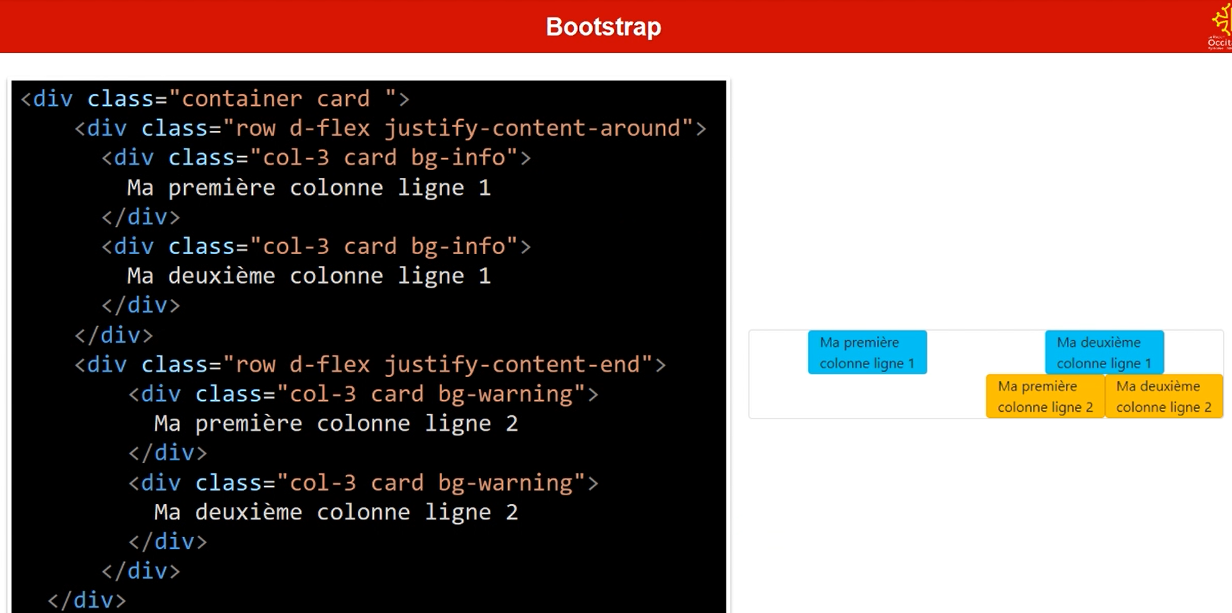 Bootstrap
Occit
<div class="container card ">
<div class="row d-flex justify-content-around">
<div class="col-3 card bg-info">
Ma première colonne ligne 1
</div>
<div class="col-3 card bg-info">
Ma deuxième colonne ligne 1
</div>
</div>
<div class="row d-flex justify-content-end">
<div class="col-3 card bg-warning">
Ma première colonne ligne 2
</div>
<div class="col-3 card bg-warning">
Ma deuxième colonne ligne 2
</div>
</div>
</div>
Ma première
colonne ligne 1
Ma deuxième
colonne ligne 1
Ma première
colonne ligne 2
Ma deuxième
colonne ligne 2